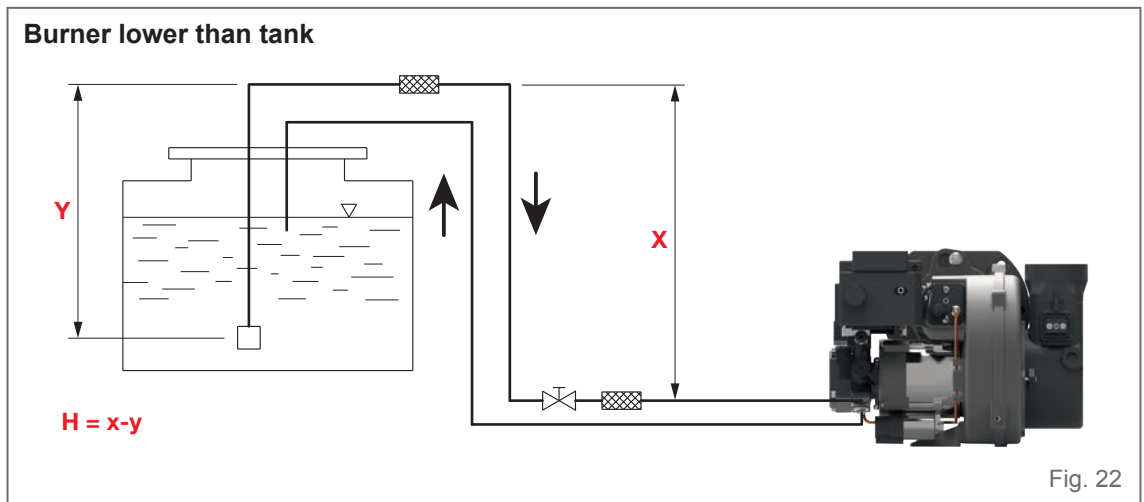 Burner lower than tank
Y
X
H = x-y
Fig. 22